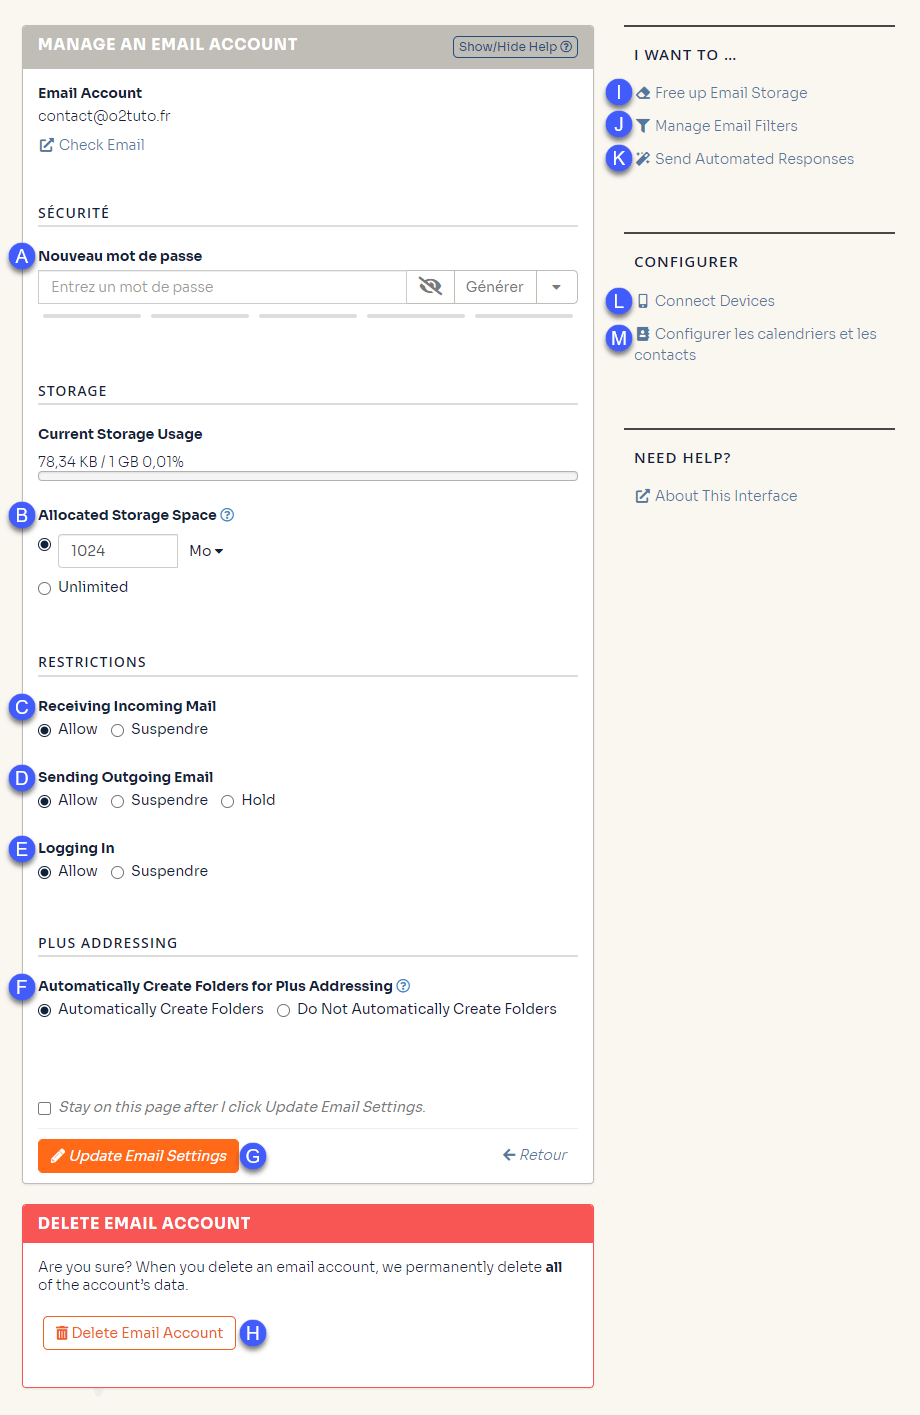 MANAGE AN EMAIL ACCOUNT
Show/Hide Help ?
Email Account
contact@o2tuto.fr
Check Email
SÉCURITÉ
A Nouveau mot de passe
Entrez un mot de passe Générer
STORAGE
Current Storage Usage
78,34 KB / 1 GB 0,01%
B Allocated Storage Space ?
1024 Mo
Unlimited
RESTRICTIONS
C Receiving Incoming Mail
Allow Suspendre
D Sending Outgoing Email
Allow Suspendre Hold
E Logging In
Allow Suspendre
PLUS ADDRESSING
F Automatically Create Folders for Plus Addressing ?
Automatically Create Folders Do Not Automatically Create Folders
Stay on this page after I click Update Email Settings.
Update Email Settings G
Retour
DELETE EMAIL ACCOUNT
Are you sure? When you delete an email account, we permanently delete all
of the account's data.
Delete Email Account H
I WANT TO ...
I Free up Email Storage
J Manage Email Filters
K Send Automated Responses
CONFIGURER
L Connect Devices
M Configurer les calendriers et les
contacts
NEED HELP?
About This Interface